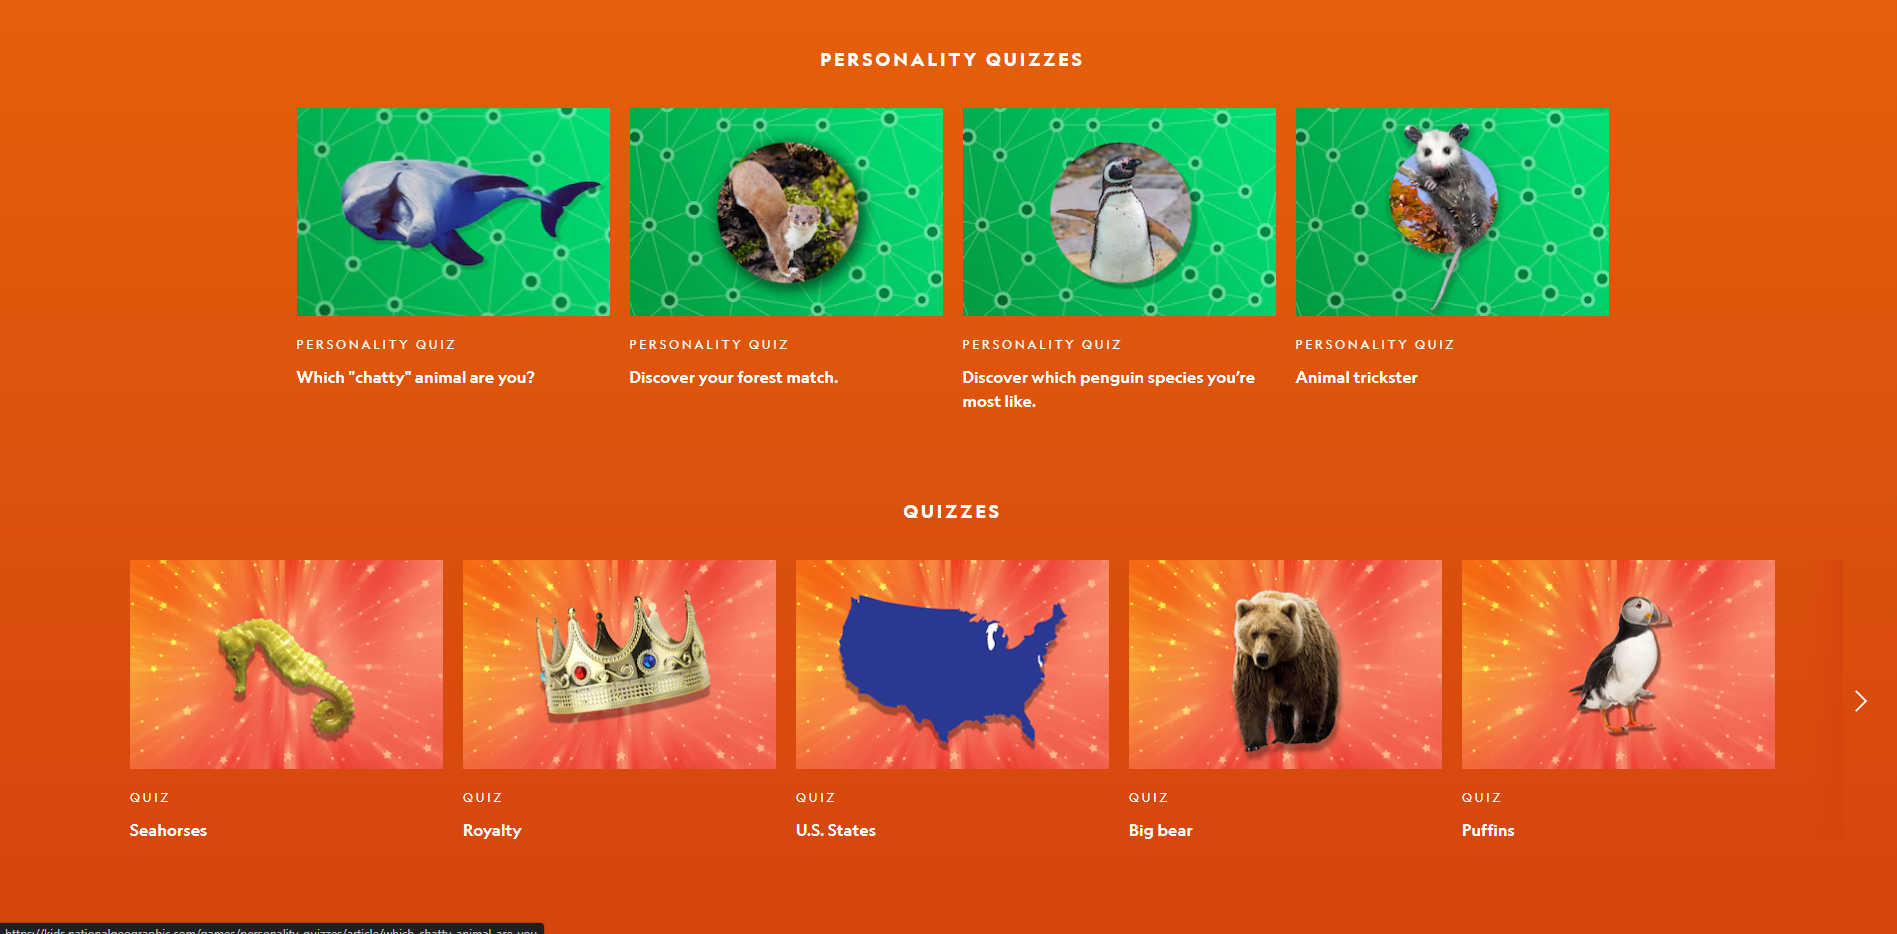 PERSONALITY QUIZZES
PERSONALITY QUIZ
Which "chatty" animal are you?
PERSONALITY QUIZ
Discover your forest match.
PERSONALITY QUIZ
Discover which penguin species you’re
most like.
PERSONALITY QUIZ
Animal trickster
QUIZZES
QUIZ
Seahorses
QUIZ
Royalty
QUIZ
U.S. States
QUIZ
Big bear
QUIZ
Puffins
https://kids.nationalgeographic.com/games/personality-quizzes/article/which-chatty-animal-are-you